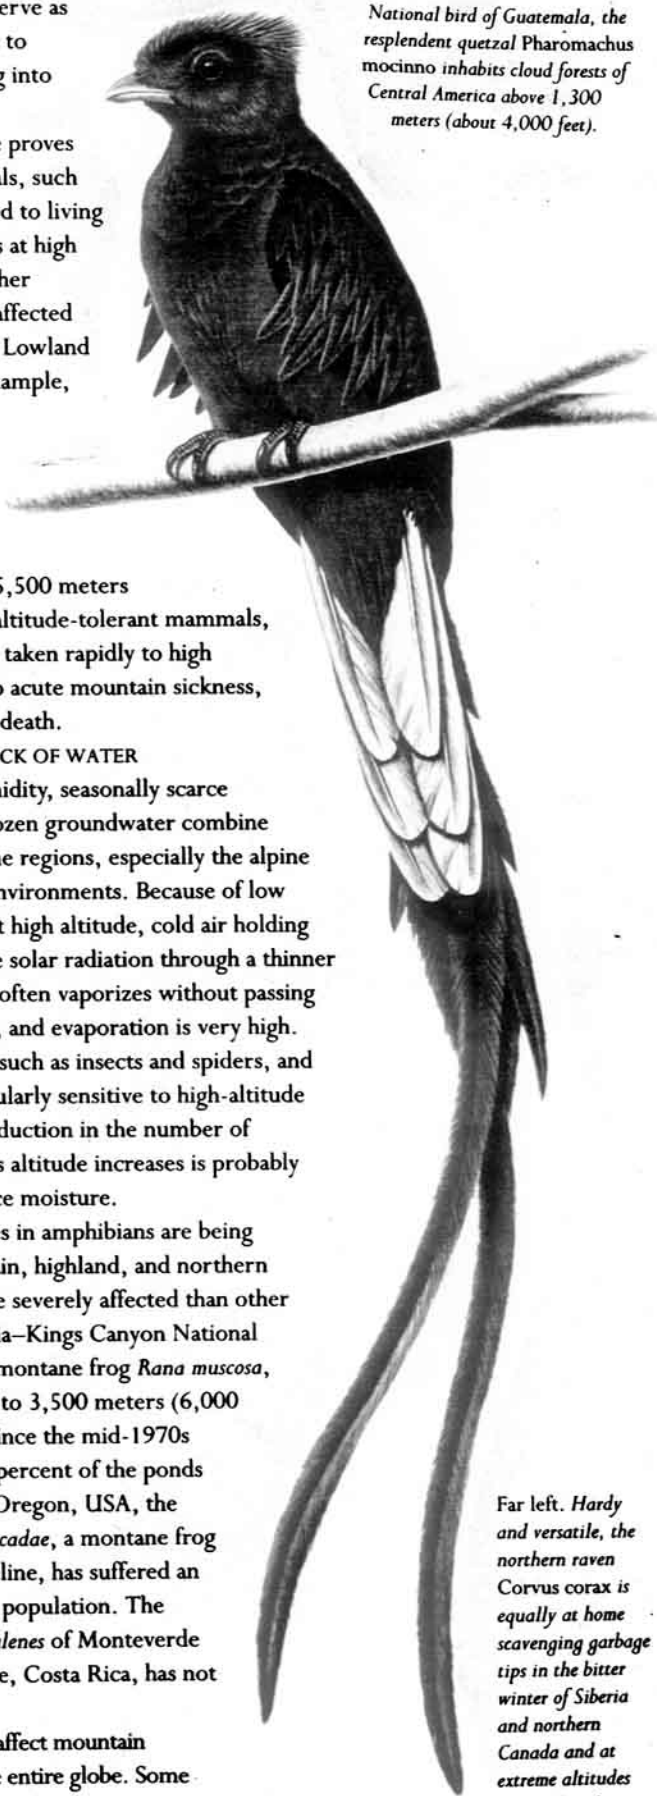 National bird of Guatemala, the
resplendent quetzal Pharomachus
mocinno inhabits cloud forests of
Central America above 1,300
meters (about 4,000 feet).
erve as
to
g into
proves
ls, such
d to living
s at high
her
ffected
Lowland
ample,
5,500 meters
altitude-tolerant mammals,
taken rapidly to high
o acute mountain sickness,
death.
CK OF WATER
nidity, seasonally scarce
ozen groundwater combine
ne regions, especially the alpine
nvironments. Because of low
t high altitude, cold air holding
e solar radiation through a thinner
often vaporizes without passing
, and evaporation is very high.
such as insects and spiders, and
ularly sensitive to high-altitude
duction in the number of
s altitude increases is probably
ce moisture.
es in amphibians are being
in, highland, and northern
e severely affected than other
a–Kings Canyon National
montane frog Rana muscosa,
to 3,500 meters (6,000
ince the mid-1970s
percent of the ponds
Oregon, USA, the
cadae, a montane frog
line, has suffered an
population. The
lenes of Monteverde
e, Costa Rica, has not
affect mountain
e entire globe. Some
Far left. Hardy
and versatile, the
northern raven
Corvus corax is
equally at home
scavenging garbage
tips in the bitter
winter of Siberia
and northern
Canada and at
extreme altitudes